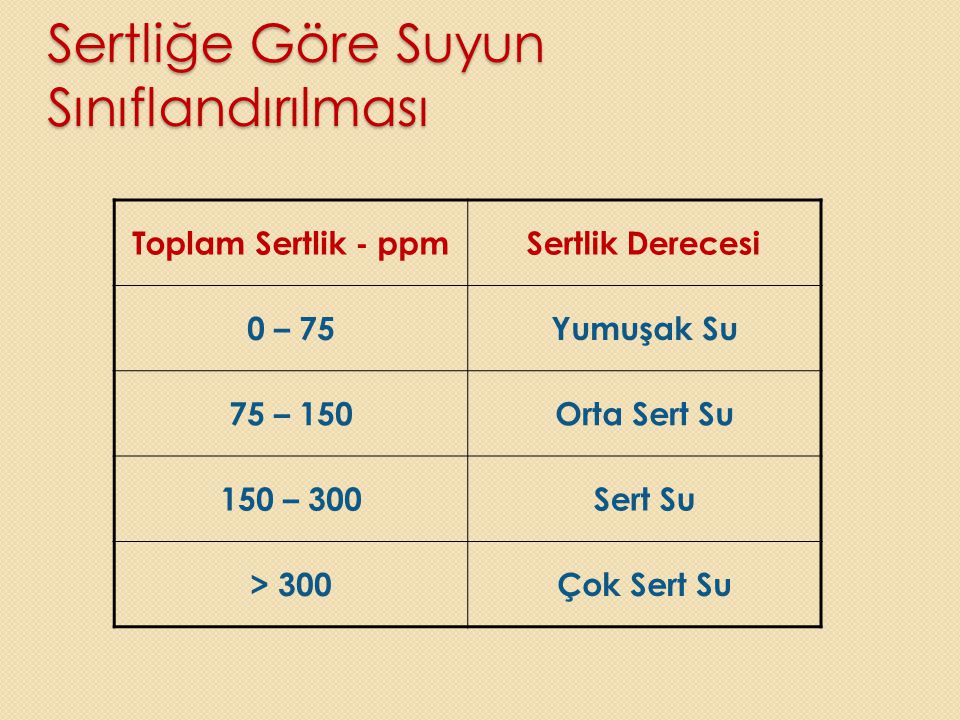 Sertliğe Göre Suyun
Sınıflandırılması
Toplam Sertlik - ppm Sertlik Derecesi
0 – 75 Yumuşak Su
75 – 150 Orta Sert Su
150 – 300 Sert Su
> 300 Çok Sert Su